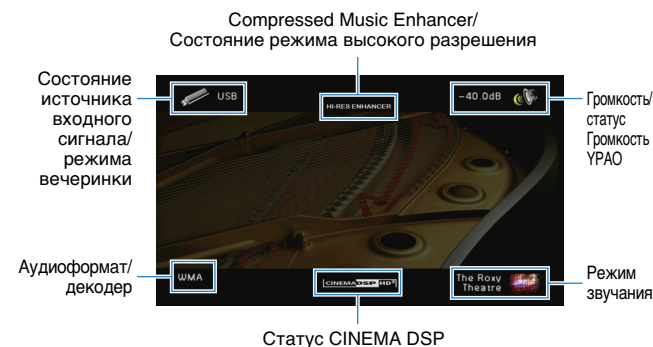 Compressed Music Enhancer/
Состояние режима высокого разрешения
Состояние
источника
входного
сигнала/
режима
вечеринки
USB
HI-RES ENHANCER
-40.0dB
Громкость/
статус
Громкость
YPAO
Аудиоформат/
декодер
WMA
CINEMA DSP HD³
The Roxy
Theatre
Режим
звучания
Статус CINEMA DSP